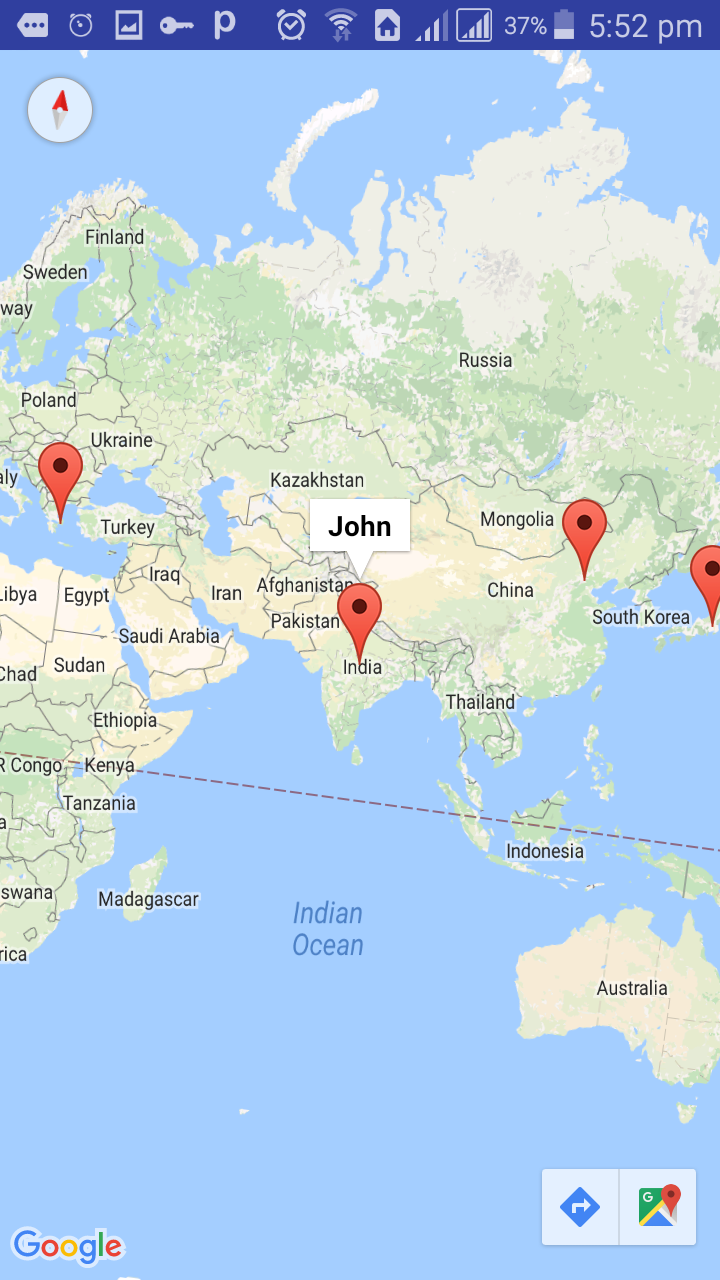 37% 5:52 pm
Finland
Sweden
way
Russia
Poland
Ukraine
aly
Kazakhstan
Mongolia
Turkey
John
Iraq
Iran
Afghanistan
China
Libya
Egypt
Pakistan
South Korea
Saudi Arabia
India
Chad
Sudan
Thailand
Ethiopia
R Congo
Kenya
Tanzania
a
Indonesia
swana
Madagascar
Indian
Ocean
rica
Australia
G
Google